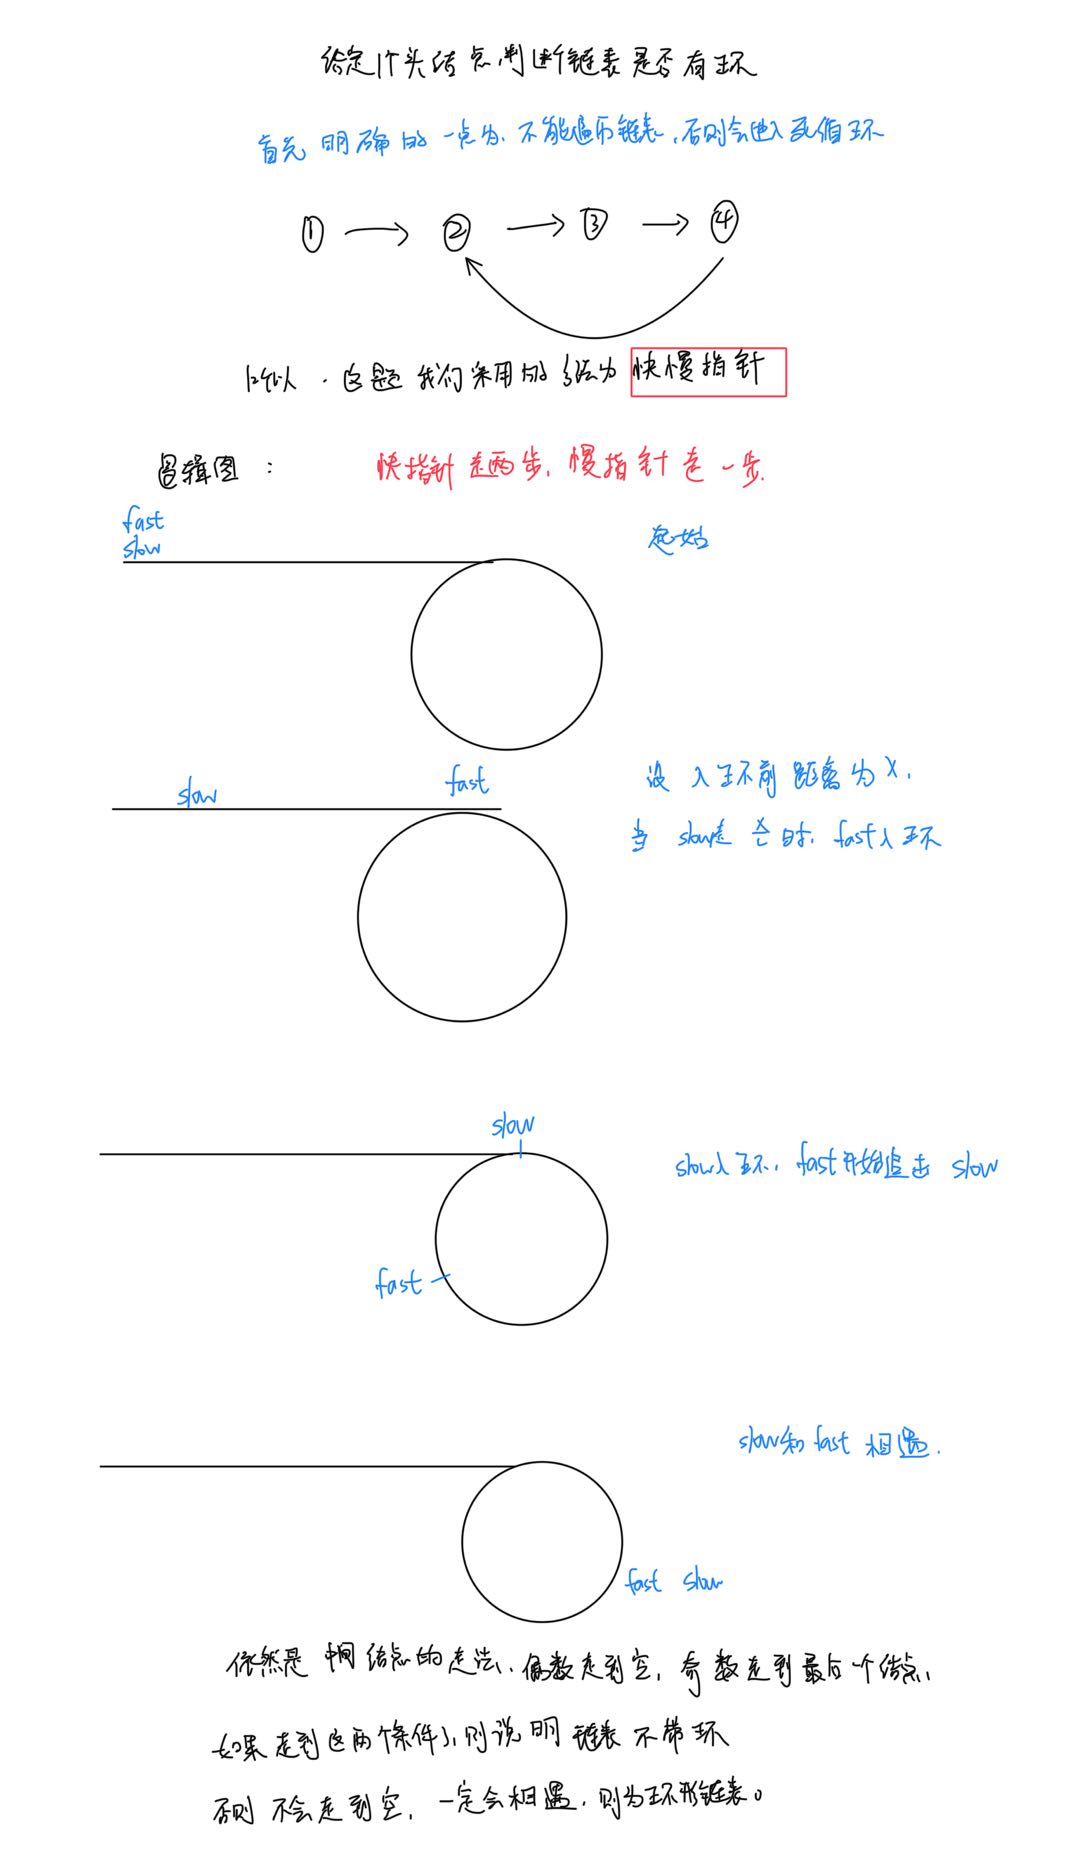 给定1个头结点,判断链表是否有环
首先明确的一点为,不能遍历链表,否则会进入死循环
① → ② → ③ → ④
所以,这题我们采用的方法为 快慢指针
逻辑图: 快指针走两步,慢指针走一步.
fast
slow
起始
slow fast
设入环前距离为X,
当 slow走 X/2 时, fast入环
slow
slow入环, fast开始追击 slow
fast
slow和fast 相遇.
fast slow
依然是中间结点的走法,偶数走到空,奇数走到最后一个结点,
如果走到这两个条件了,则说明 链表不带环
否则不会走到空,一定会相遇,则为环形链表。